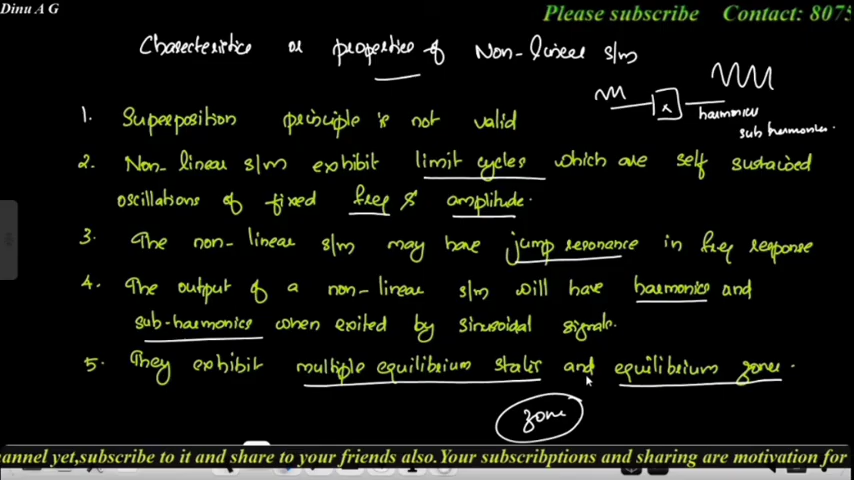 Dinu A G
Please subscribe Contact: 8075
Charecteristics or properties of Non-linear s/m
1. Superposition principle is not valid
x
harmonics
sub harmonics.
2. Non-linear s/m exhibit limit cycles which are self sustained
oscillations of fixed freq & amplitude.
3. The non-linear s/m may have jump resonance in freq response
4. The output of a non-linear s/m will have harmonics and
sub-harmonics when exited by sinusoidal signals.
5. They exhibit multiple equilibrium states and equilibrium zones.
zone
hannel yet,subscribe to it and share to your friends also.Your subscribptions and sharing are motivation for